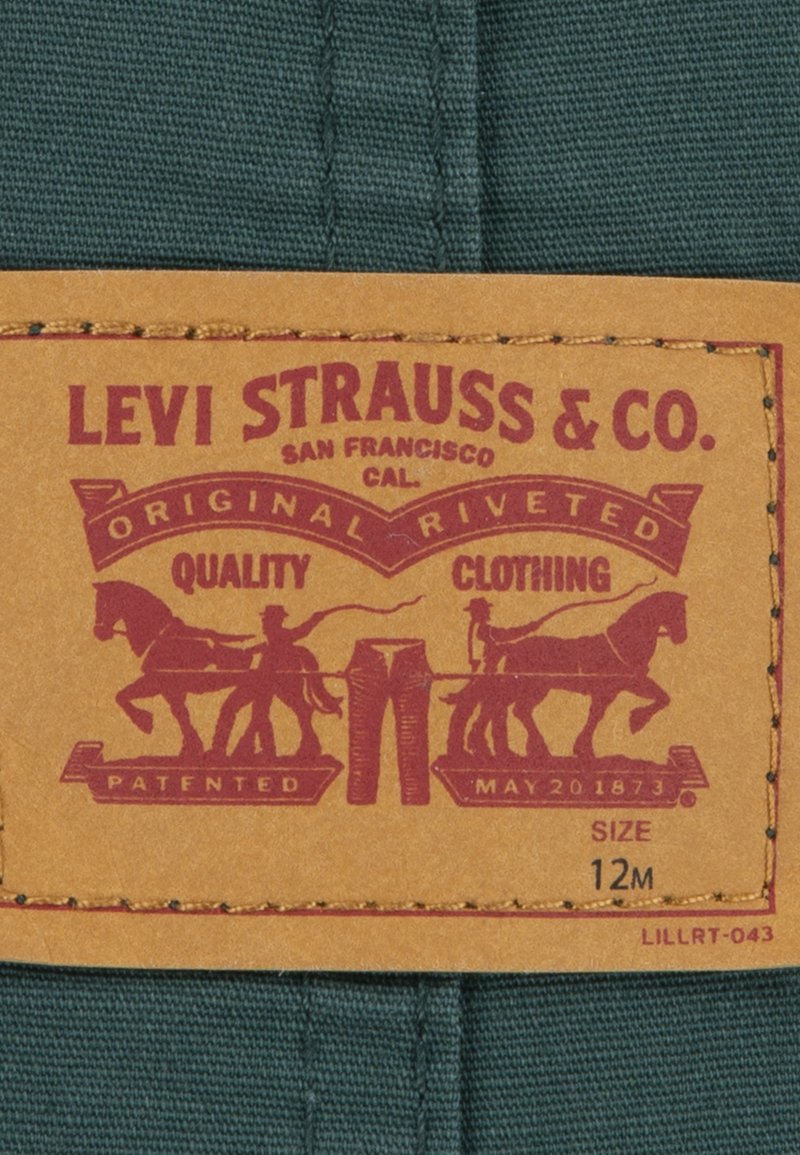 LEVI STRAUSS & CO.
SAN FRANCISCO
CAL.
ORIGINAL RIVETED
QUALITY CLOTHING
PATENTED MAY 20 1873
SIZE
12M
LILLRT-043